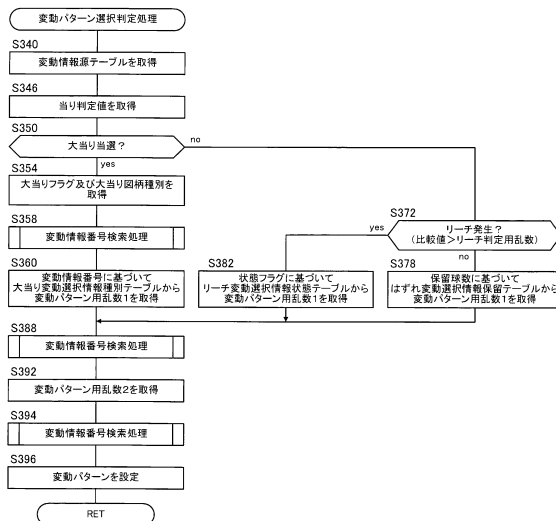 変動パターン選択判定処理
S340
変動情報源テーブルを取得
S346
当り判定値を取得
S350
大当り当選?
no
yes
S354
大当りフラグ及び大当り図柄種別を
取得
S358
変動情報番号検索処理
S360
変動情報番号に基づいて
大当り変動選択情報種別テーブルから
変動パターン用乱数1を取得
S372
リーチ発生?
(比較値>リーチ判定用乱数)
yes
no
S382
状態フラグに基づいて
リーチ変動選択情報状態テーブルから
変動パターン用乱数1を取得
S378
保留球数に基づいて
はずれ変動選択情報保留テーブルから
変動パターン用乱数1を取得
S388
変動情報番号検索処理
S392
変動パターン用乱数2を取得
S394
変動情報番号検索処理
S396
変動パターンを設定
RET